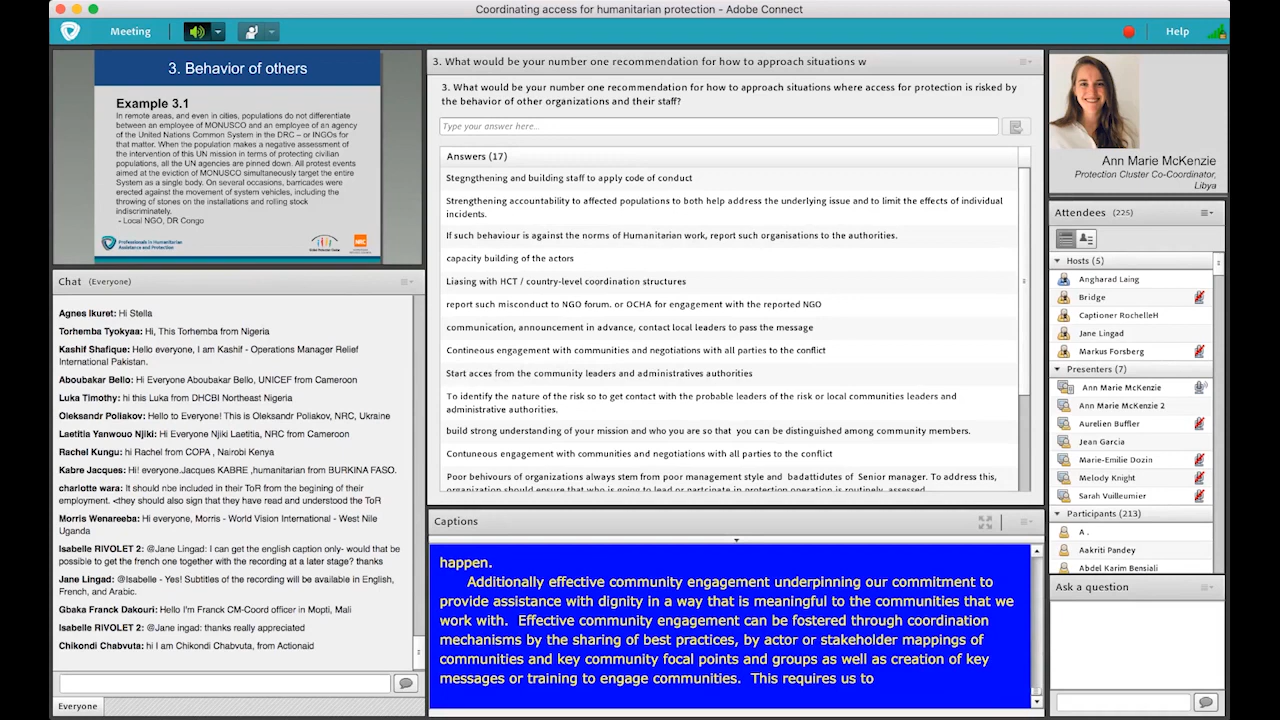 Coordinating access for humanitarian protection - Adobe Connect
Meeting
Help
3. Behavior of others
Example 3.1
In remote areas, and even in cities, populations do not differentiate
between an employee of MONUSCO and an employee of an agency
of the United Nations Common System in the DRC – or INGOs for
that matter. When the population makes a negative assessment of
the intervention of this UN mission in terms of protecting civilian
populations, all the UN agencies are pinned down. All protest events
aimed at the eviction of MONUSCO simultaneously target the entire
System as a single body. On several occasions, barricades were
erected against the movement of system vehicles, including the
throwing of stones on the installations and rolling stock
indiscriminately.
- Local NGO, DR Congo
Professionals in Humanitarian
Assistance and Protection
NRC
Chat (Everyone)
Agnes Ikuret: Hi Stella
Torhemba Tyokyaa: Hi, This Torhemba from Nigeria
Kashif Shafique: Hello everyone, I am Kashif - Operations Manager Relief
International Pakistan.
Aboubakar Bello: Hi Everyone Aboubakar Bello, UNICEF from Cameroon
Luka Timothy: hi this Luka from DHCBI Northeast Nigeria
Oleksandr Poliakov: Hello to Everyone! This is Oleksandr Poliakov, NRC, Ukraine
Laetitia Yanwouo Njiki: Hi Everyone Njiki Laetitia, NRC from Cameroon
Rachel Kungu: hi Rachel from COPA , Nairobi Kenya
Kabre Jacques: Hi! everyone.Jacques KABRE ,humanitarian from BURKINA FASO.
charlotte wara: It should nbe included in their ToR from the begining of their
employment. <they should also sign that they have read and understood the ToR
Morris Wenareeba: Hi everyone, Morris - World Vision International - West Nile
Uganda
Isabelle RIVOLET 2: @Jane Lingad: I can get the english caption only- would that be
possible to get the french one together with the recording at a later stage? thanks
Jane Lingad: @Isabelle - Yes! Subtitles of the recording will be available in English,
French, and Arabic.
Gbaka Franck Dakouri: Hello I'm Franck CM-Coord officer in Mopti, Mali
Isabelle RIVOLET 2: @Jane ingad: thanks really appreciated
Chikondi Chabvuta: hi I am Chikondi Chabvuta, from Actionaid
Everyone
3. What would be your number one recommendation for how to approach situations w
3. What would be your number one recommendation for how to approach situations where access for protection is risked by
the behavior of other organizations and their staff?
Type your answer here...
Answers (17)
Stegngthening and building staff to apply code of conduct
Strengthening accountability to affected populations to both help address the underlying issue and to limit the effects of individual
incidents.
If such behaviour is against the norms of Humanitarian work, report such organisations to the authorities.
capacity building of the actors
Liasing with HCT / country-level coordination structures
report such misconduct to NGO forum. or OCHA for engagement with the reported NGO
communication, announcement in advance, contact local leaders to pass the message
Contineous engagement with communities and negotiations with all parties to the conflict
Start acces from the community leaders and administratives authorities
To identify the nature of the risk so to get contact with the probable leaders of the risk or local communities leaders and
administrative authorities.
build strong understanding of your mission and who you are so that you can be distinguished among community members.
Contuneous engagement with communities and negotiations with all parties to the conflict
Poor behivours of organizations always stem from poor management style and badattidutes of Senior manager. To address this,
organization should ensure that who is going to lead or partcipate in protection operation is routinely assessed
Captions
happen.
Additionally effective community engagement underpinning our commitment to
provide assistance with dignity in a way that is meaningful to the communities that we
work with. Effective community engagement can be fostered through coordination
mechanisms by the sharing of best practices, by actor or stakeholder mappings of
communities and key community focal points and groups as well as creation of key
messages or training to engage communities. This requires us to
Ann Marie McKenzie
Protection Cluster Co-Coordinator,
Libya
Attendees (225)
Hosts (5)
Angharad Laing
Bridge
Captioner RochelleH
Jane Lingad
Markus Forsberg
Presenters (7)
Ann Marie McKenzie
Ann Marie McKenzie 2
Aurelien Buffler
Jean Garcia
Marie-Emilie Dozin
Melody Knight
Sarah Vuilleumier
Participants (213)
A .
Aakriti Pandey
Abdel Karim Bensiali
Ask a question